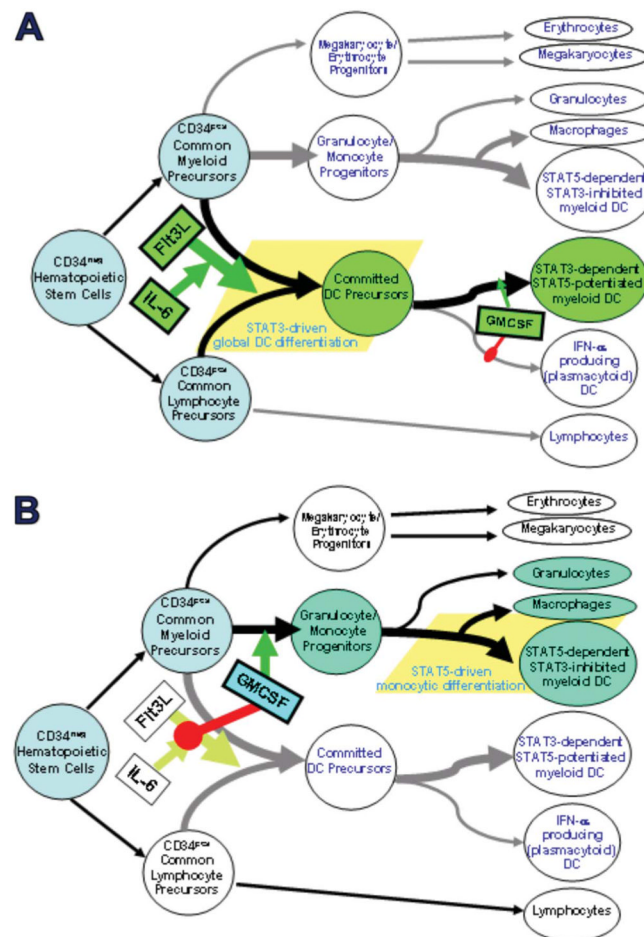 A
Megakaryocyte/
Erythrocyte
Progenitors
Erythrocytes
Megakaryocytes
CD34
Common
Myeloid
Precursors
Granulocyte/
Monocyte
Progenitors
Granulocytes
Macrophages
STAT5-dependent
STAT3-inhibited
myeloid DC
Flt3L
IL-6
CD34
Hematopoietic
Stem Cells
Committed
DC Precursors
STAT3-dependent
STAT5-potentiated
myeloid DC
GMCSF
STAT3-driven
global DC differentiation
IFN-α
producing
(plasmacytoid)
DC
CD34
Common
Lymphocyte
Precursors
Lymphocytes
B
Megakaryocyte/
Erythrocyte
Progenitors
Erythrocytes
Megakaryocytes
CD34
Common
Myeloid
Precursors
Granulocyte/
Monocyte
Progenitors
Granulocytes
Macrophages
STAT5-dependent
STAT3-inhibited
myeloid DC
STAT5-driven
monocytic differentiation
GMCSF
Flt3L
IL-6
CD34
Hematopoietic
Stem Cells
Committed
DC Precursors
STAT3-dependent
STAT5-potentiated
myeloid DC
IFN-α
producing
(plasmacytoid)
DC
CD34
Common
Lymphocyte
Precursors
Lymphocytes